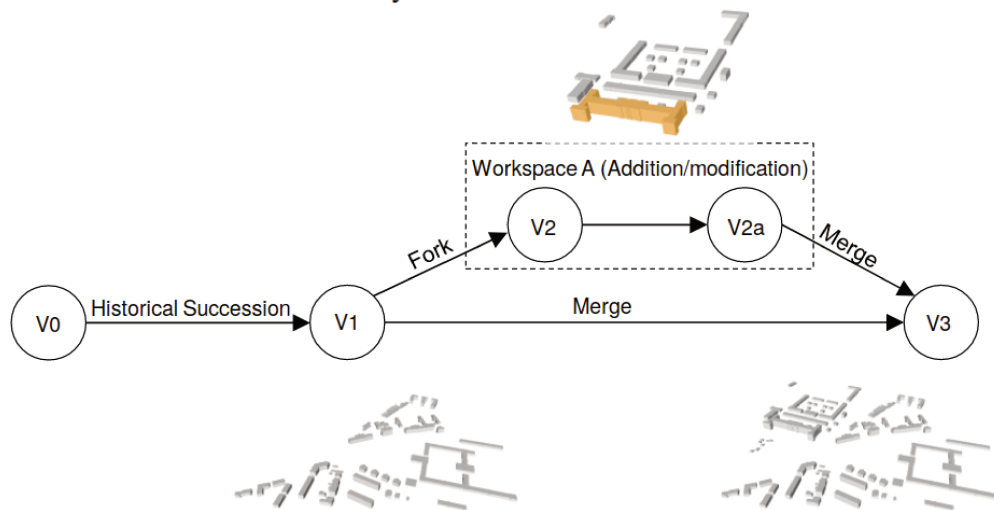 Workspace A (Addition/modification)
V2
V2a
Fork
Merge
V0
Historical Succession
V1
Merge
V3